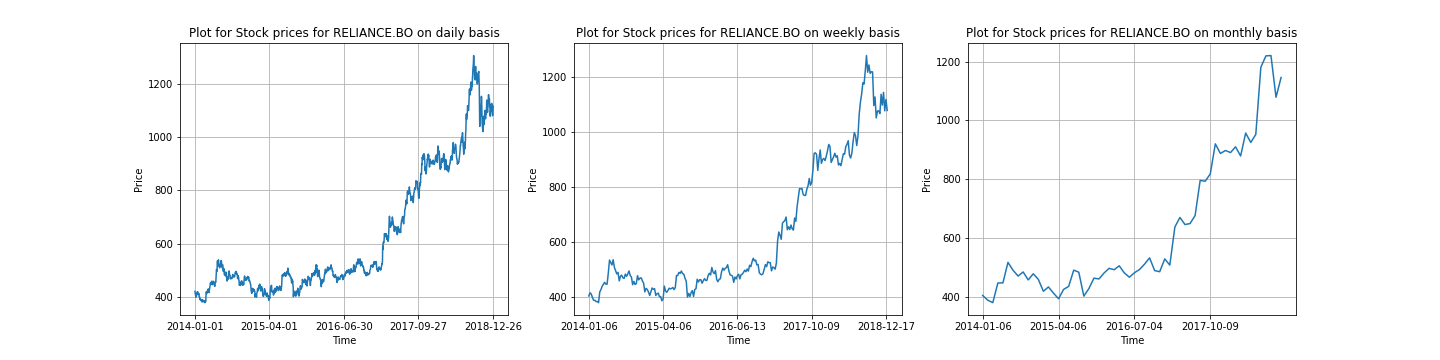 Plot for Stock prices for RELIANCE.BO on daily basis
1200
1000
800
600
400
Price
2014-01-01 2015-04-01 2016-06-30 2017-09-27 2018-12-26
Time
Plot for Stock prices for RELIANCE.BO on weekly basis
1200
1000
800
600
400
Price
2014-01-06 2015-04-06 2016-06-13 2017-10-09 2018-12-17
Time
Plot for Stock prices for RELIANCE.BO on monthly basis
1200
1000
800
600
400
Price
2014-01-06 2015-04-06 2016-07-04 2017-10-09
Time